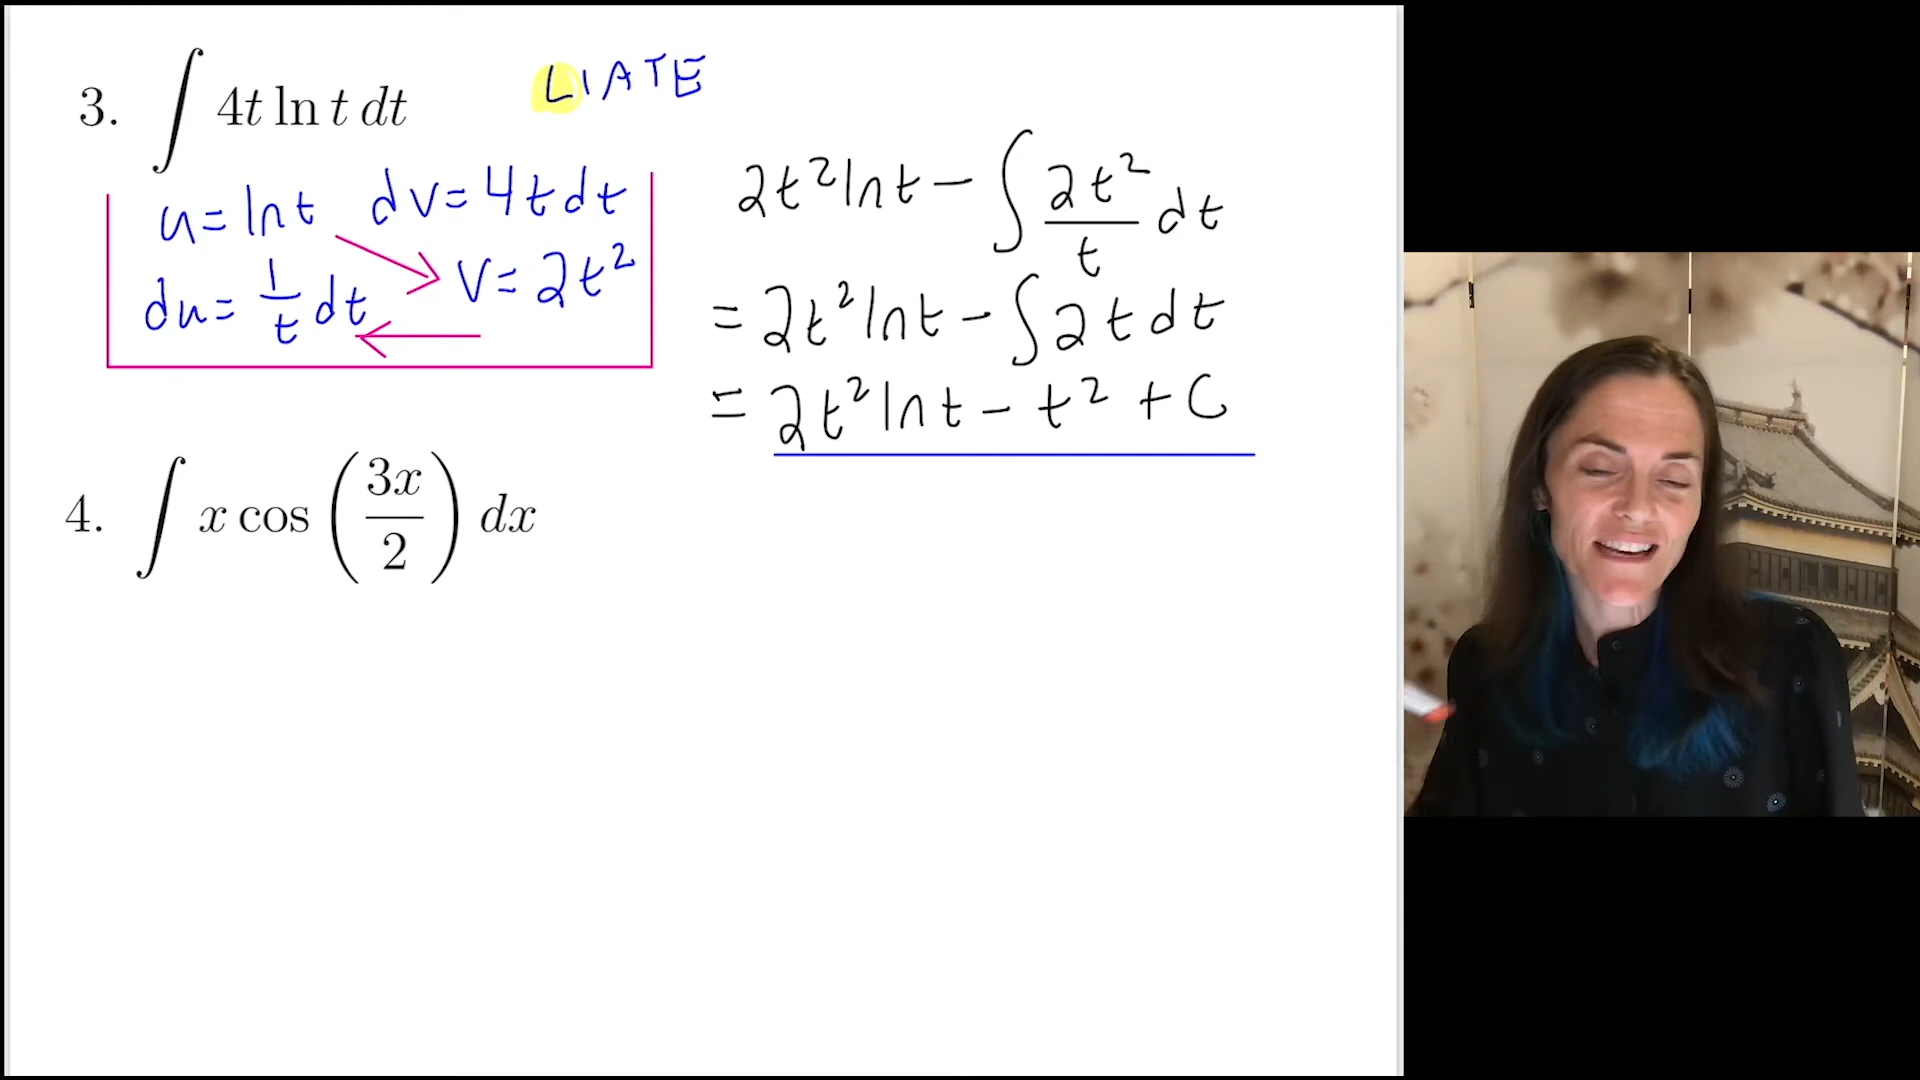 3. ∫ 4t ln t dt
LIATE
u = ln t dv = 4t dt
du = 1/t dt v = 2t²
2t² ln t − ∫ 2t²/t dt
= 2t² ln t − ∫ 2t dt
= 2t² ln t − t² + C
4. ∫ x cos (3x/2) dx